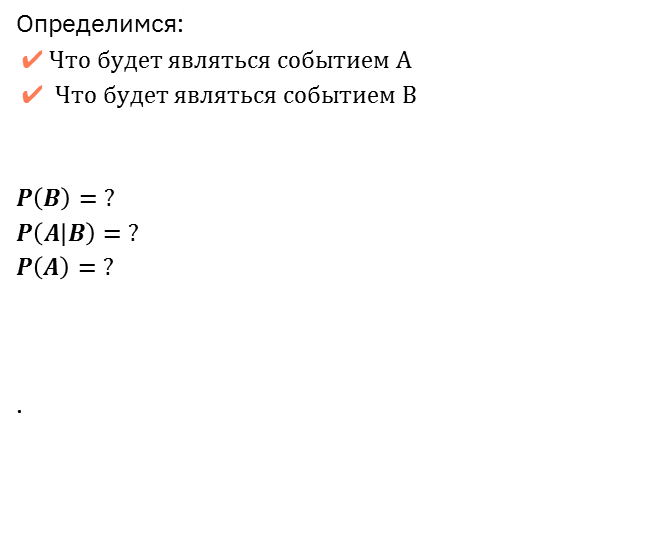 Определимся:
✔ Что будет являться событием А
✔ Что будет являться событием В
P(B) = ?
P(A|B) = ?
P(A) = ?
.